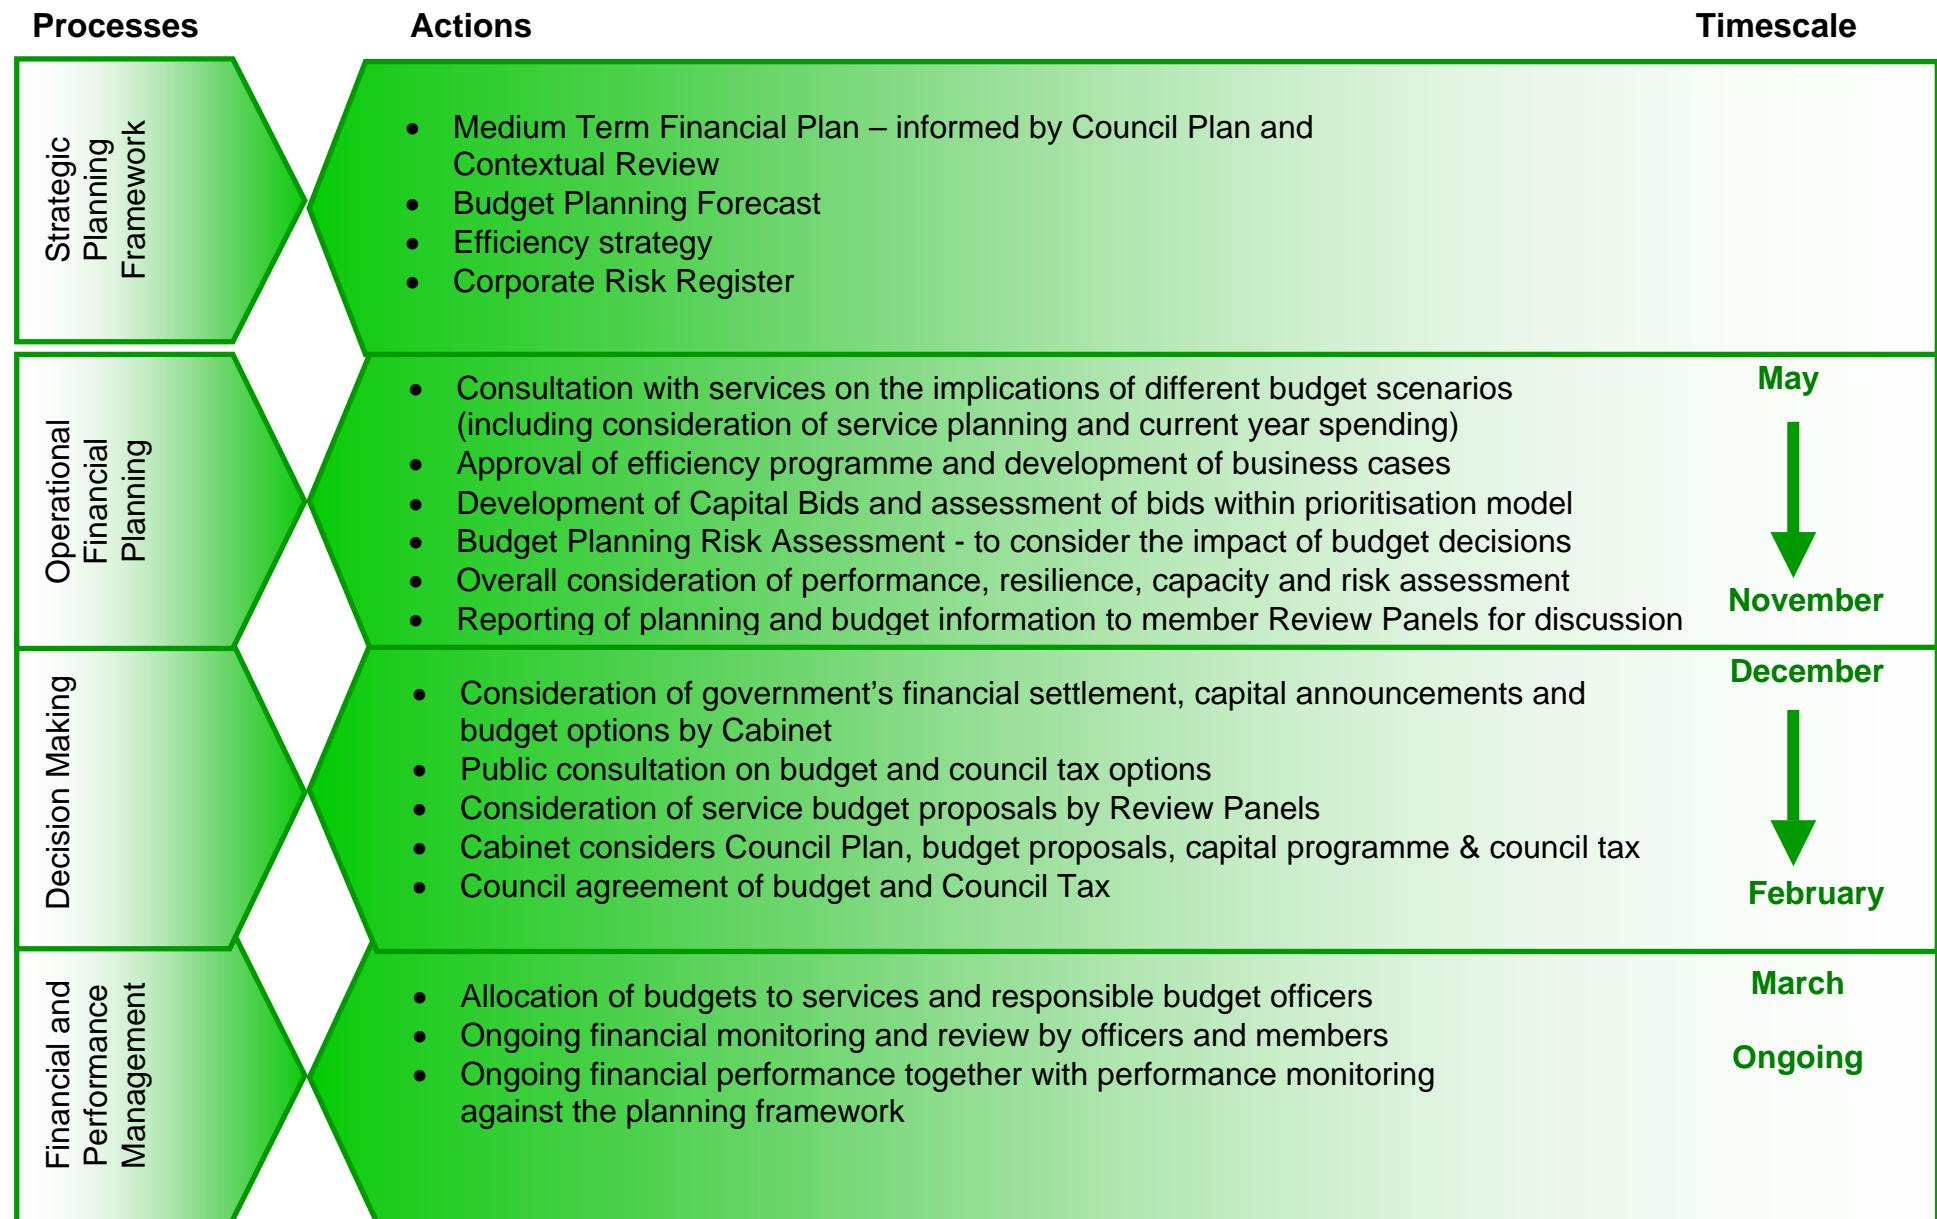 Processes
Actions
Timescale
Strategic
Planning
Framework
• Medium Term Financial Plan – informed by Council Plan and
Contextual Review
• Budget Planning Forecast
• Efficiency strategy
• Corporate Risk Register
Operational
Financial
Planning
• Consultation with services on the implications of different budget scenarios
(including consideration of service planning and current year spending)
• Approval of efficiency programme and development of business cases
• Development of Capital Bids and assessment of bids within prioritisation model
• Budget Planning Risk Assessment - to consider the impact of budget decisions
• Overall consideration of performance, resilience, capacity and risk assessment
• Reporting of planning and budget information to member Review Panels for discussion
May
November
Decision Making
• Consideration of government’s financial settlement, capital announcements and
budget options by Cabinet
• Public consultation on budget and council tax options
• Consideration of service budget proposals by Review Panels
• Cabinet considers Council Plan, budget proposals, capital programme & council tax
• Council agreement of budget and Council Tax
December
February
Financial and
Performance
Management
• Allocation of budgets to services and responsible budget officers
• Ongoing financial monitoring and review by officers and members
• Ongoing financial performance together with performance monitoring
against the planning framework
March
Ongoing